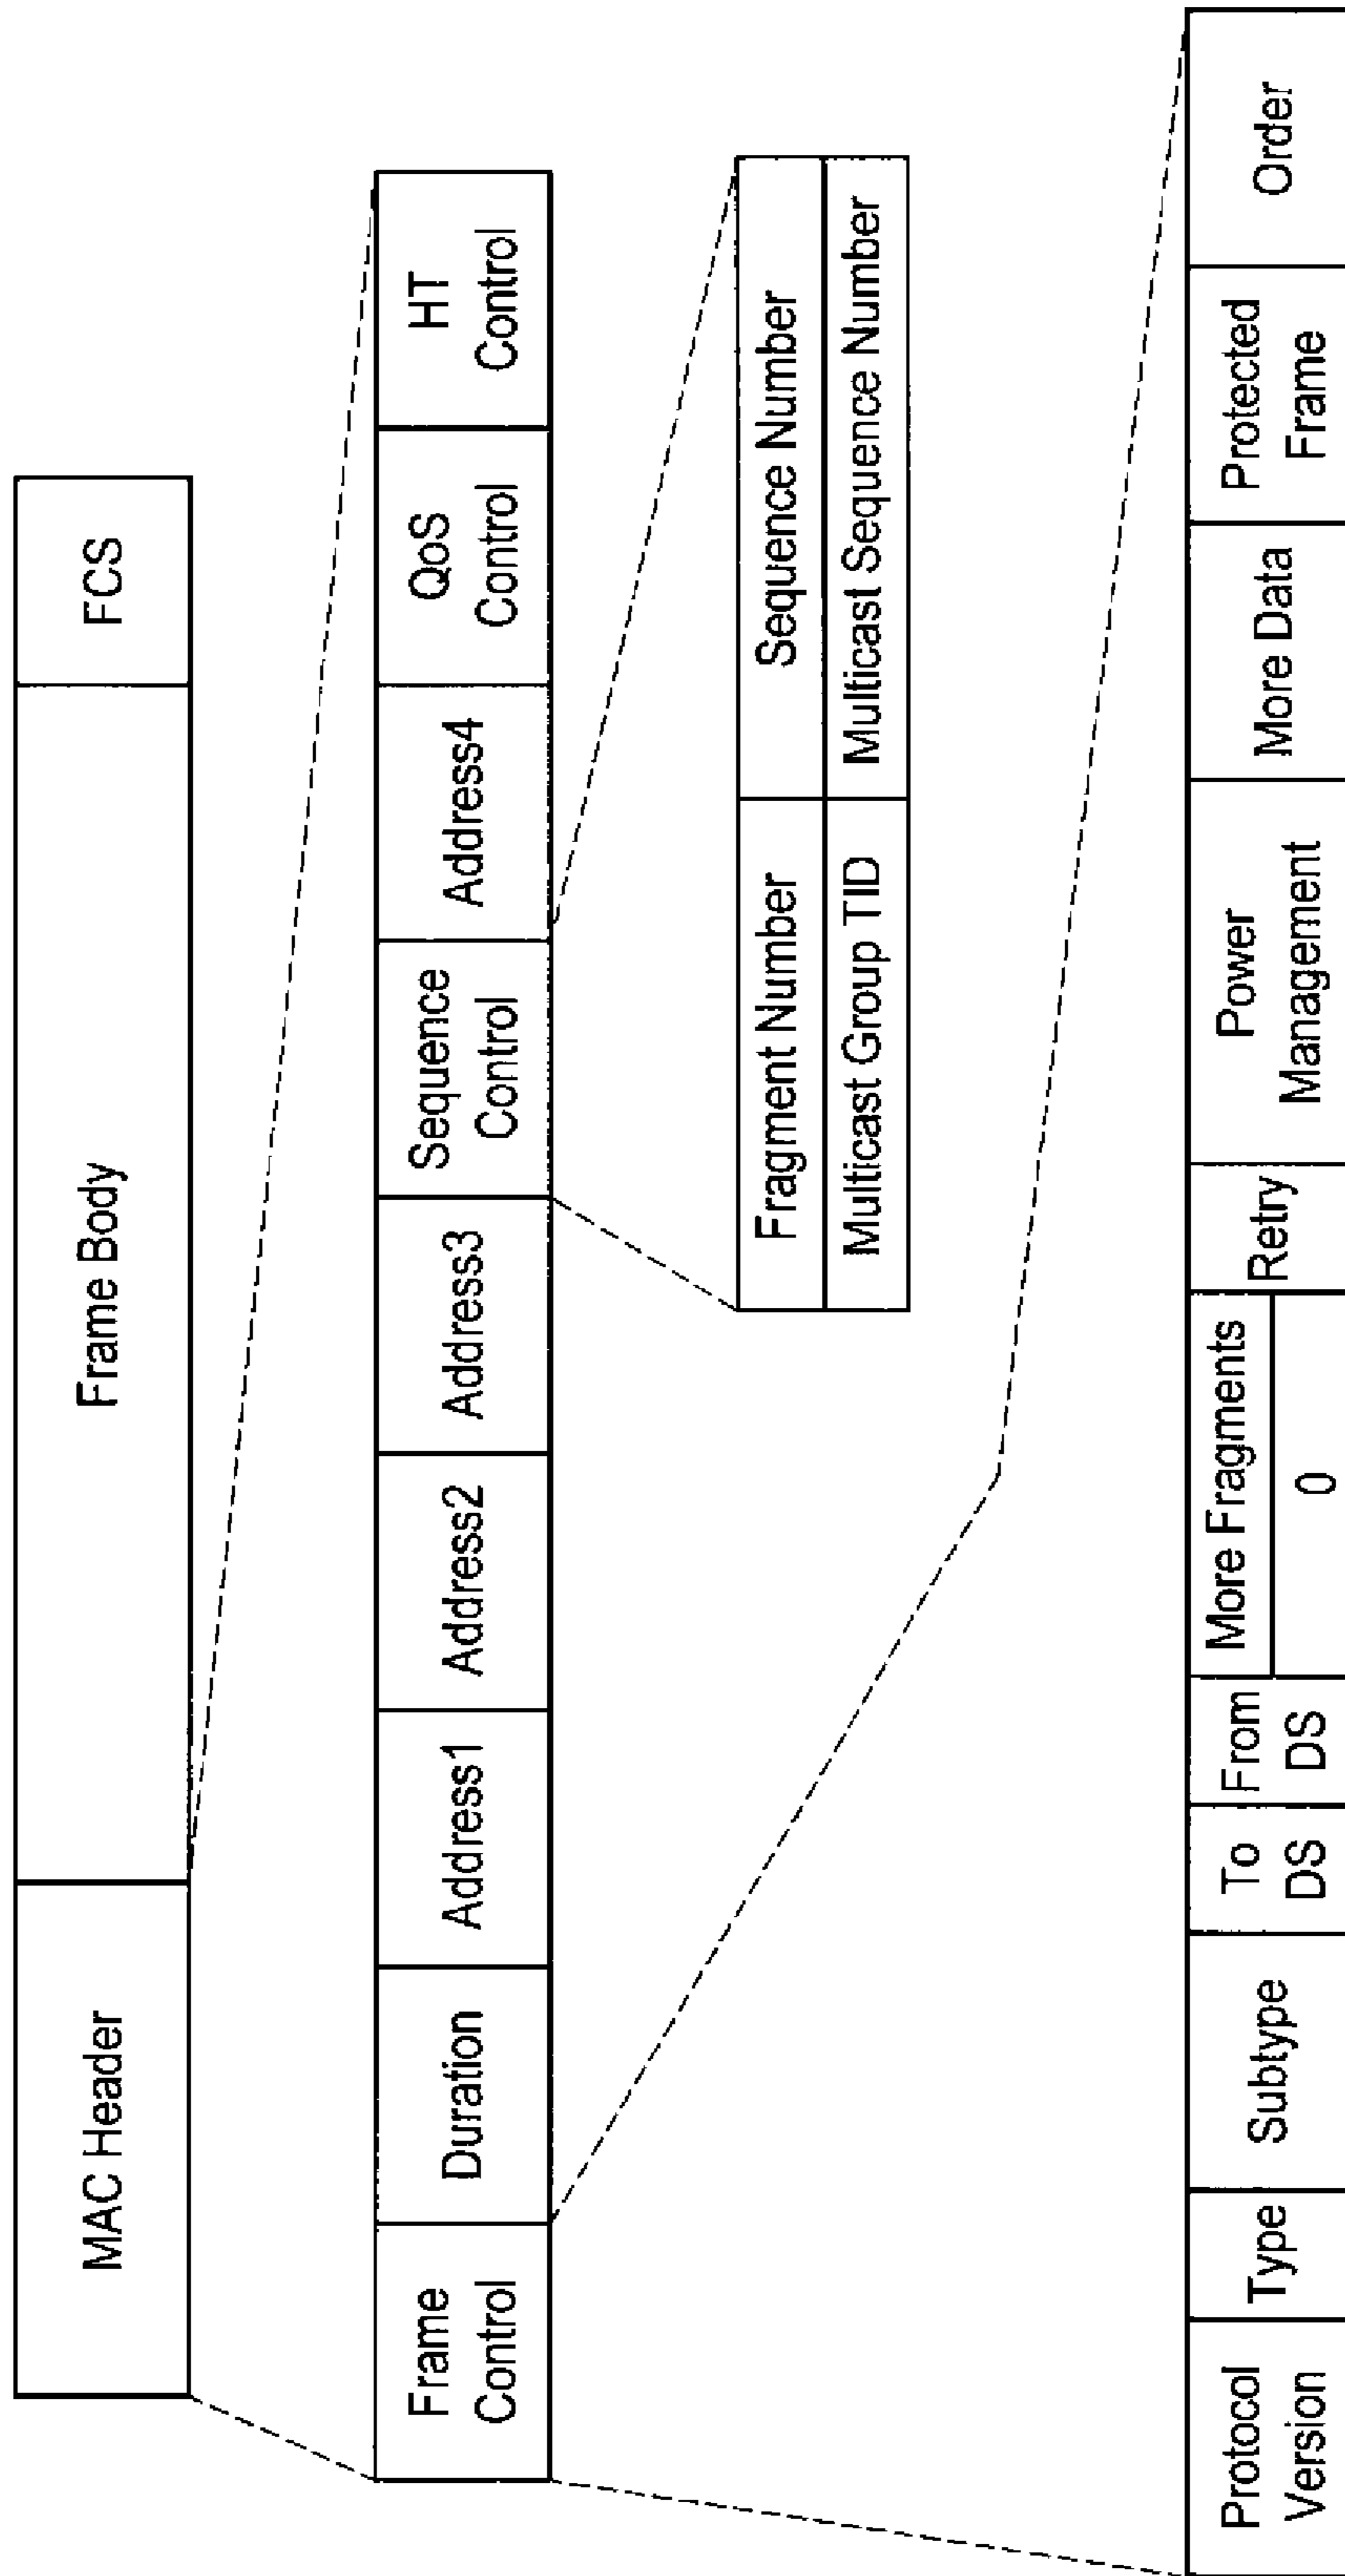 MAC Header
Frame Body
FCS
Frame
Control
Duration
Address1
Address2
Address3
Sequence
Control
Address4
QoS
Control
HT
Control
Fragment Number
Sequence Number
Multicast Group TID
Multicast Sequence Number
Protocol
Version
Type
Subtype
To
DS
From
DS
More Fragments
0
Retry
Power
Management
More Data
Protected
Frame
Order